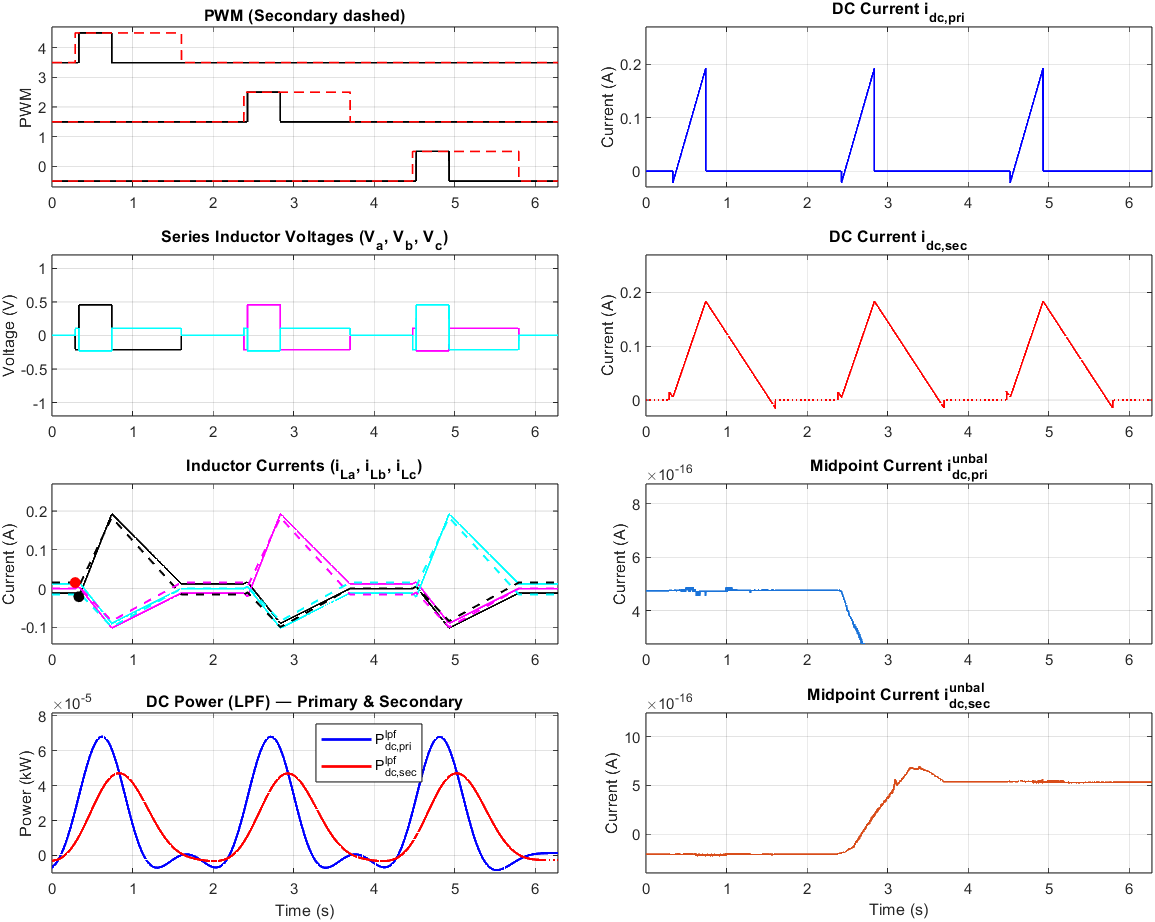 PWM (Secondary dashed)
PWM
4
3
2
1
0
0 1 2 3 4 5 6
DC Current i_dc,pri
Current (A)
0.2
0.1
0
0 1 2 3 4 5 6
Series Inductor Voltages (V_a, V_b, V_c)
Voltage (V)
1
0.5
0
-0.5
-1
0 1 2 3 4 5 6
DC Current i_dc,sec
Current (A)
0.2
0.1
0
0 1 2 3 4 5 6
Inductor Currents (i_La, i_Lb, i_Lc)
Current (A)
0.2
0.1
0
-0.1
0 1 2 3 4 5 6
Midpoint Current i^unbal_dc,pri
×10^-16
Current (A)
8
6
4
0 1 2 3 4 5 6
DC Power (LPF) — Primary & Secondary
×10^-5
Power (kW)
8
6
4
2
0
P^lpf_dc,pri
P^lpf_dc,sec
0 1 2 3 4 5 6
Time (s)
Midpoint Current i^unbal_dc,sec
×10^-16
Current (A)
10
5
0
0 1 2 3 4 5 6
Time (s)